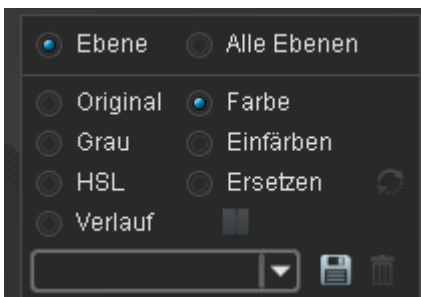 Ebene Alle Ebenen
Original Farbe
Grau Einfärben
HSL Ersetzen
Verlauf